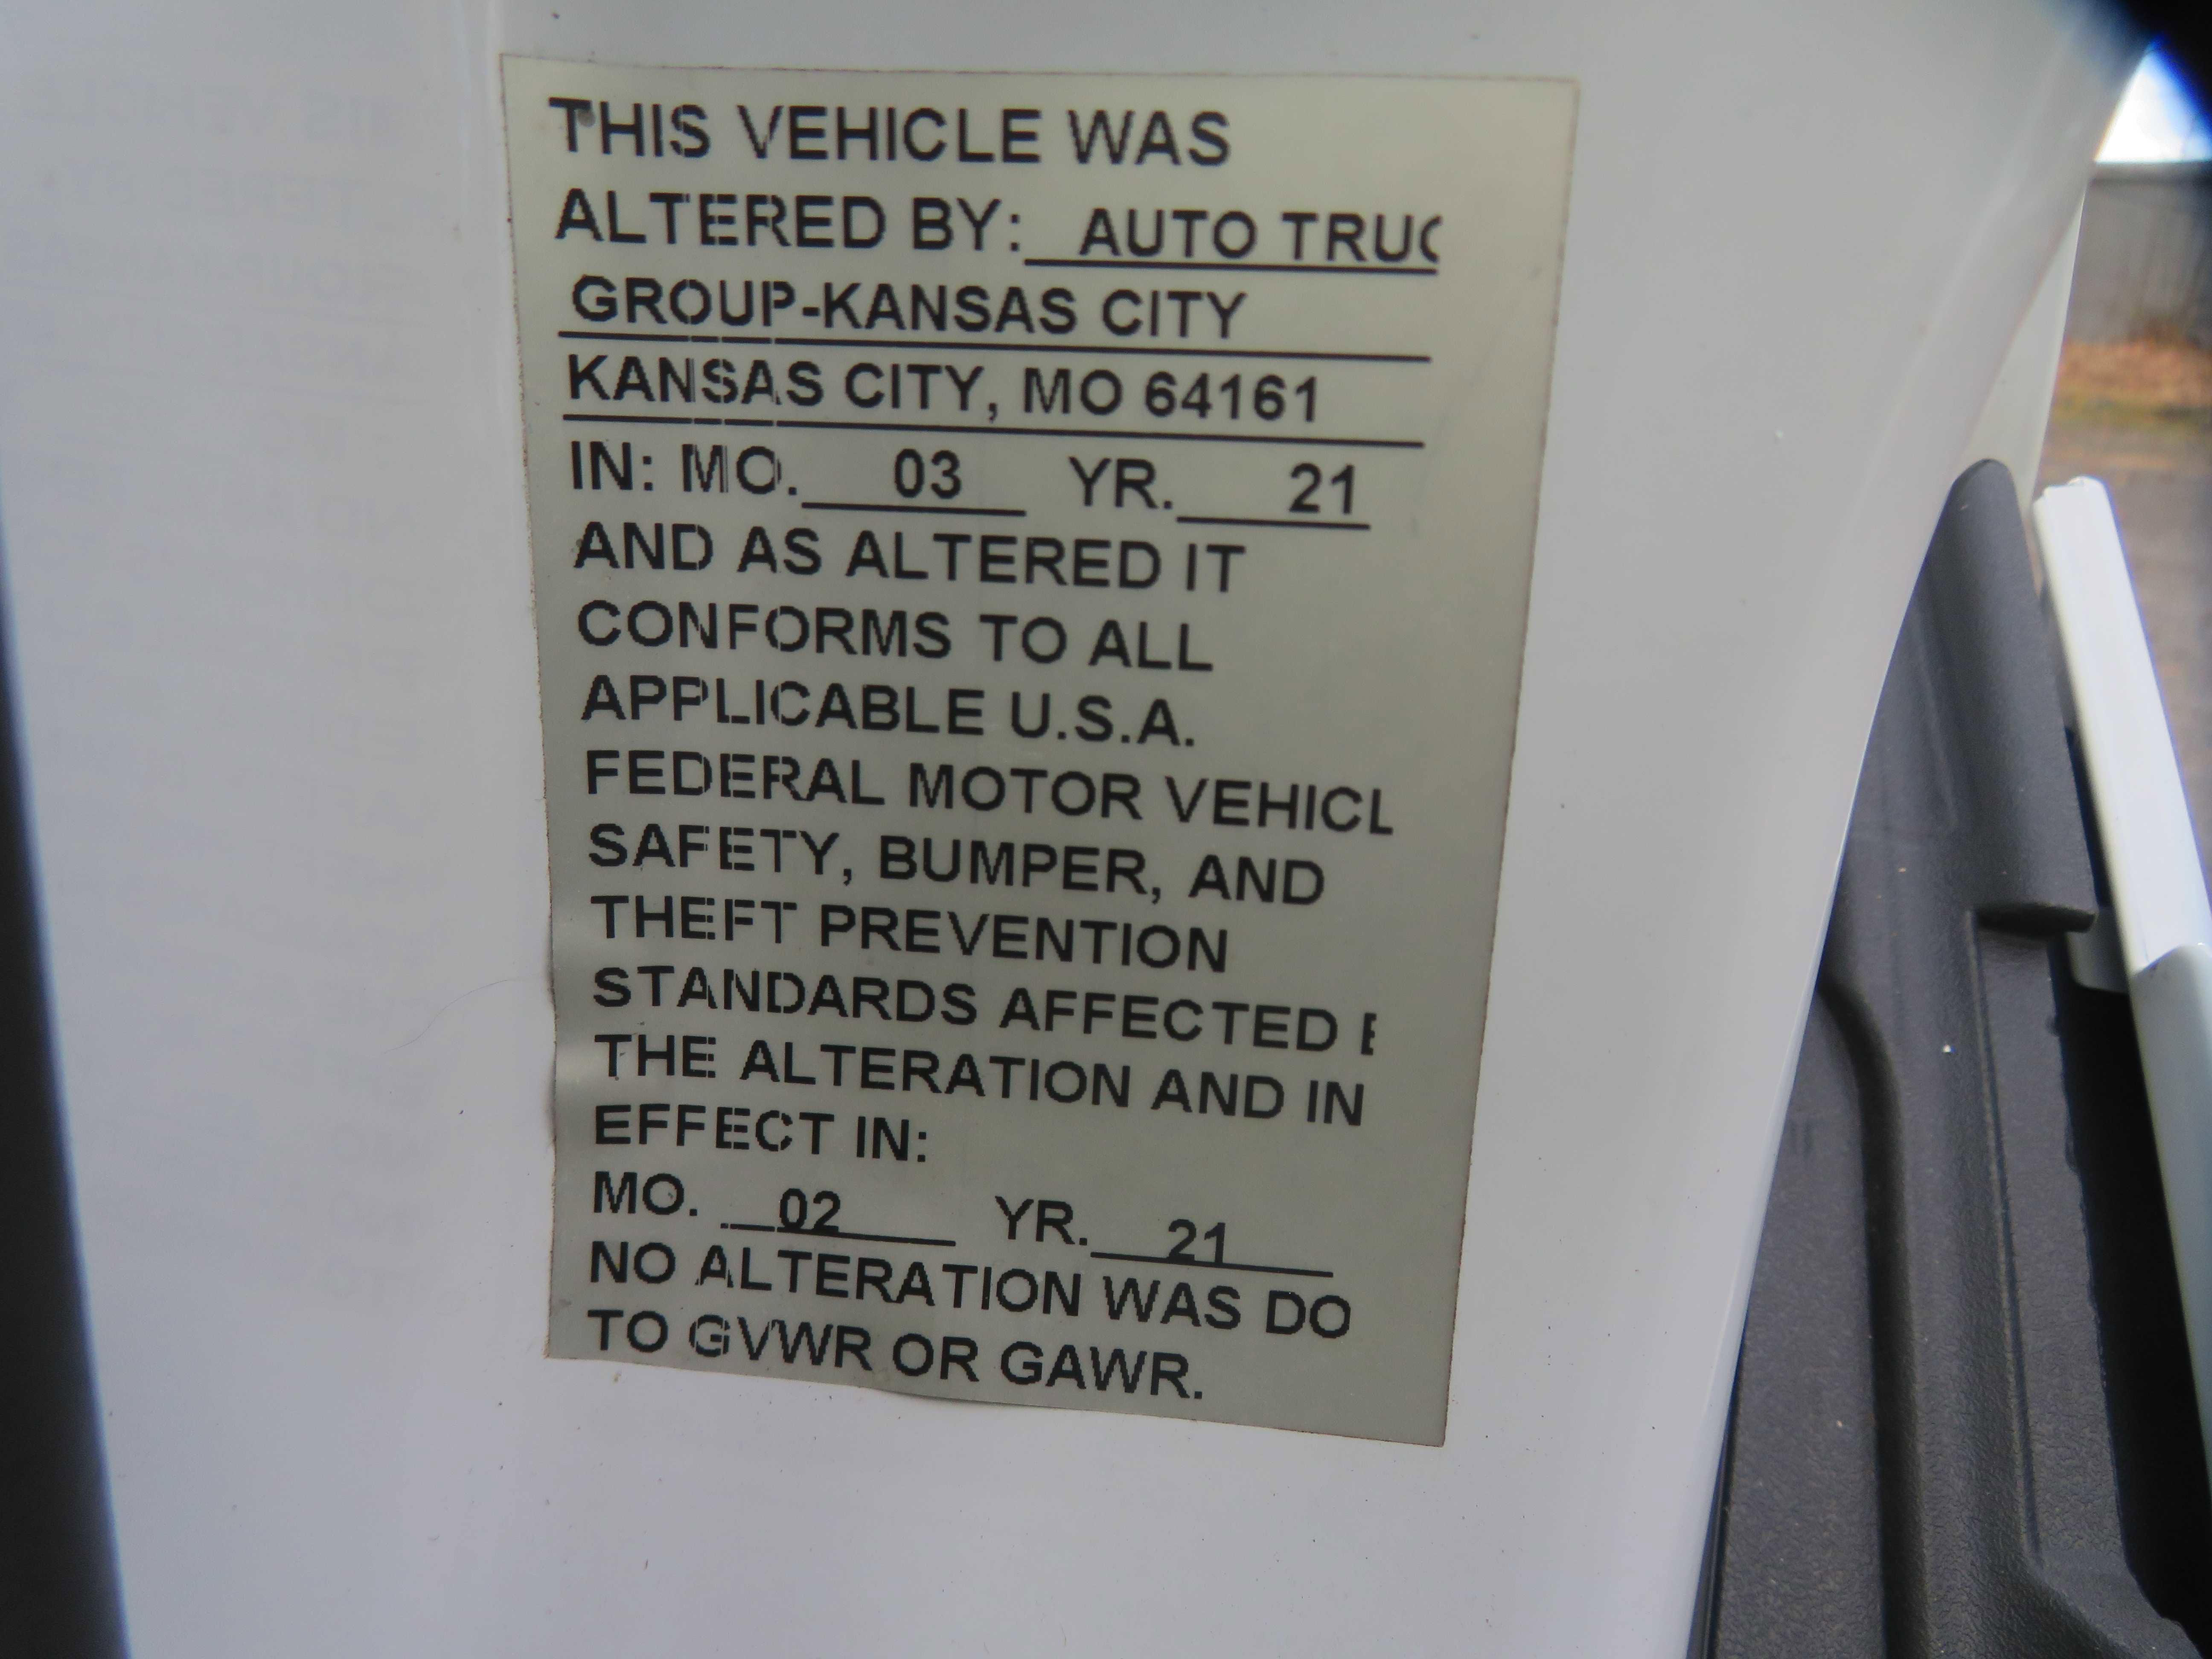 THIS VEHICLE WAS
ALTERED BY: AUTO TRUC
GROUP-KANSAS CITY
KANSAS CITY, MO 64161
IN: MO. 03 YR. 21
AND AS ALTERED IT
CONFORMS TO ALL
APPLICABLE U.S.A.
FEDERAL MOTOR VEHICL
SAFETY, BUMPER, AND
THEFT PREVENTION
STANDARDS AFFECTED
THE ALTERATION AND IN
EFFECT IN:
MO. 02 YR. 21
NO ALTERATION WAS DO
TO GVWR OR GAWR.